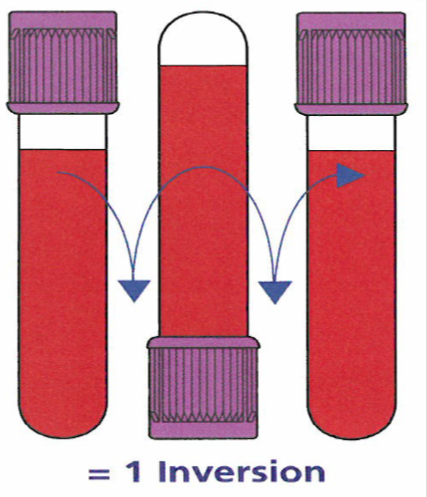 = 1 Inversion